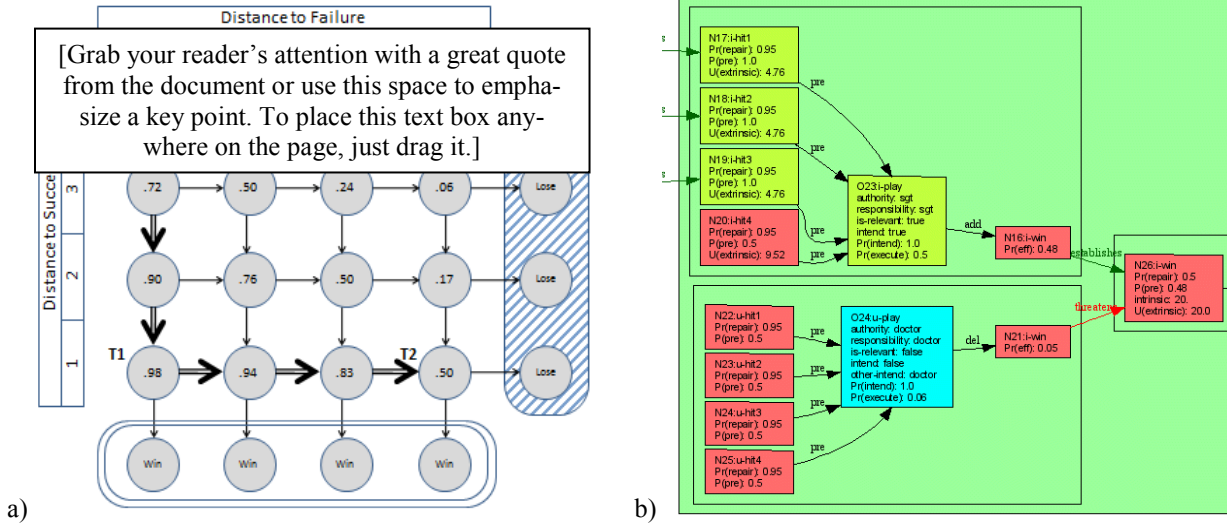 Distance to Failure
[Grab your reader’s attention with a great quote
from the document or use this space to empha-
size a key point. To place this text box any-
where on the page, just drag it.]
Distance to Succe
3
.72
.50
.24
.06
Lose
2
.90
.76
.50
.17
Lose
1
T1
T2
.98
.94
.83
.50
Lose
Win
Win
Win
Win
a)
N17:i-hit1
Pr(repair): 0.95
P(pre): 1.0
U(extrinsic): 4.76
pre
N18:i-hit2
Pr(repair): 0.95
P(pre): 1.0
U(extrinsic): 4.76
pre
N19:i-hit3
Pr(repair): 0.95
P(pre): 1.0
U(extrinsic): 4.76
pre
N20:i-hit4
Pr(repair): 0.95
P(pre): 0.5
U(extrinsic): 9.52
pre
O23:i-play
authority: sgt
responsibility: sgt
is-relevant: true
intend: true
Pr(intend): 1.0
Pr(execute): 0.5
add
N16:i-win
Pr(eff): 0.48
establishes
N26:i-win
Pr(repair): 0.5
P(pre): 0.48
intrinsic: 20.
U(extrinsic): 20.0
threatens
N22:u-hit1
Pr(repair): 0.95
P(pre): 0.5
pre
N23:u-hit2
Pr(repair): 0.95
P(pre): 0.5
pre
N24:u-hit3
Pr(repair): 0.95
P(pre): 0.5
pre
N25:u-hit4
Pr(repair): 0.95
P(pre): 0.5
pre
O24:u-play
authority: doctor
responsibility: doctor
is-relevant: false
intend: false
other-intend: doctor
Pr(intend): 1.0
Pr(execute): 0.06
del
N21:i-win
Pr(eff): 0.05
b)